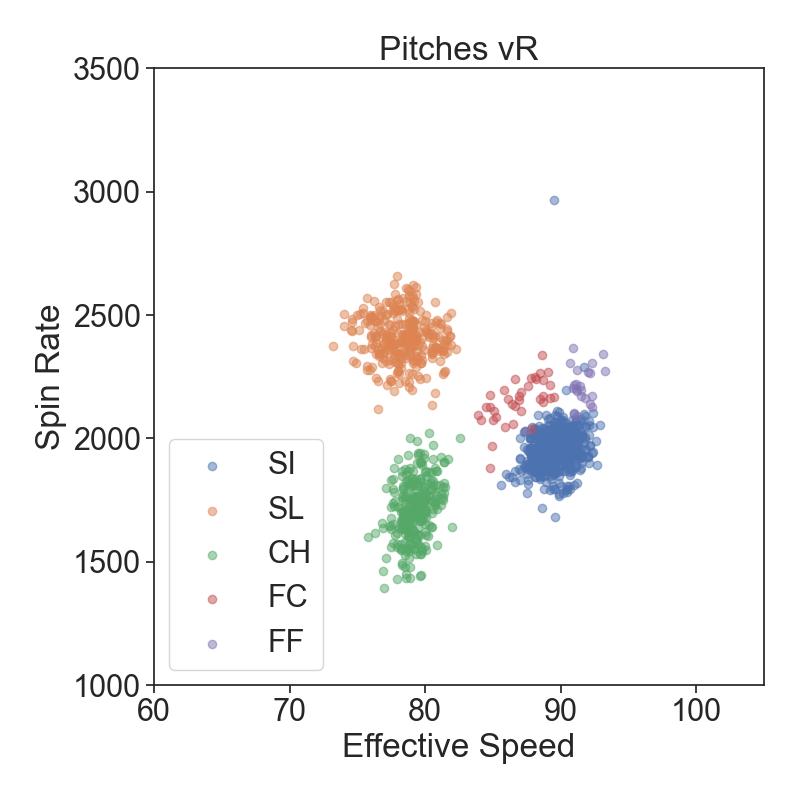 Pitches vR
3500
3000
2500
2000
1500
1000
Spin Rate
SI
SL
CH
FC
FF
60 70 80 90 100
Effective Speed